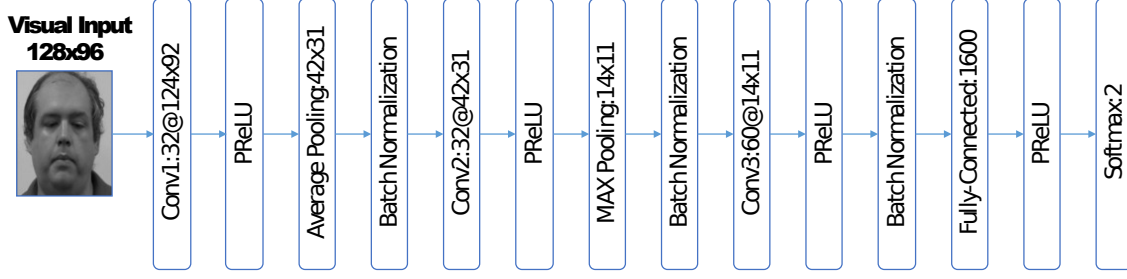 Visual Input
128x96
Conv1:32@124x92
PReLU
Average Pooling:42x31
Batch Normalization
Conv2:32@42x31
PReLU
MAX Pooling:14x11
Batch Normalization
Conv3:60@14x11
PReLU
Batch Normalization
Fully-Connected:1600
PReLU
Softmax:2